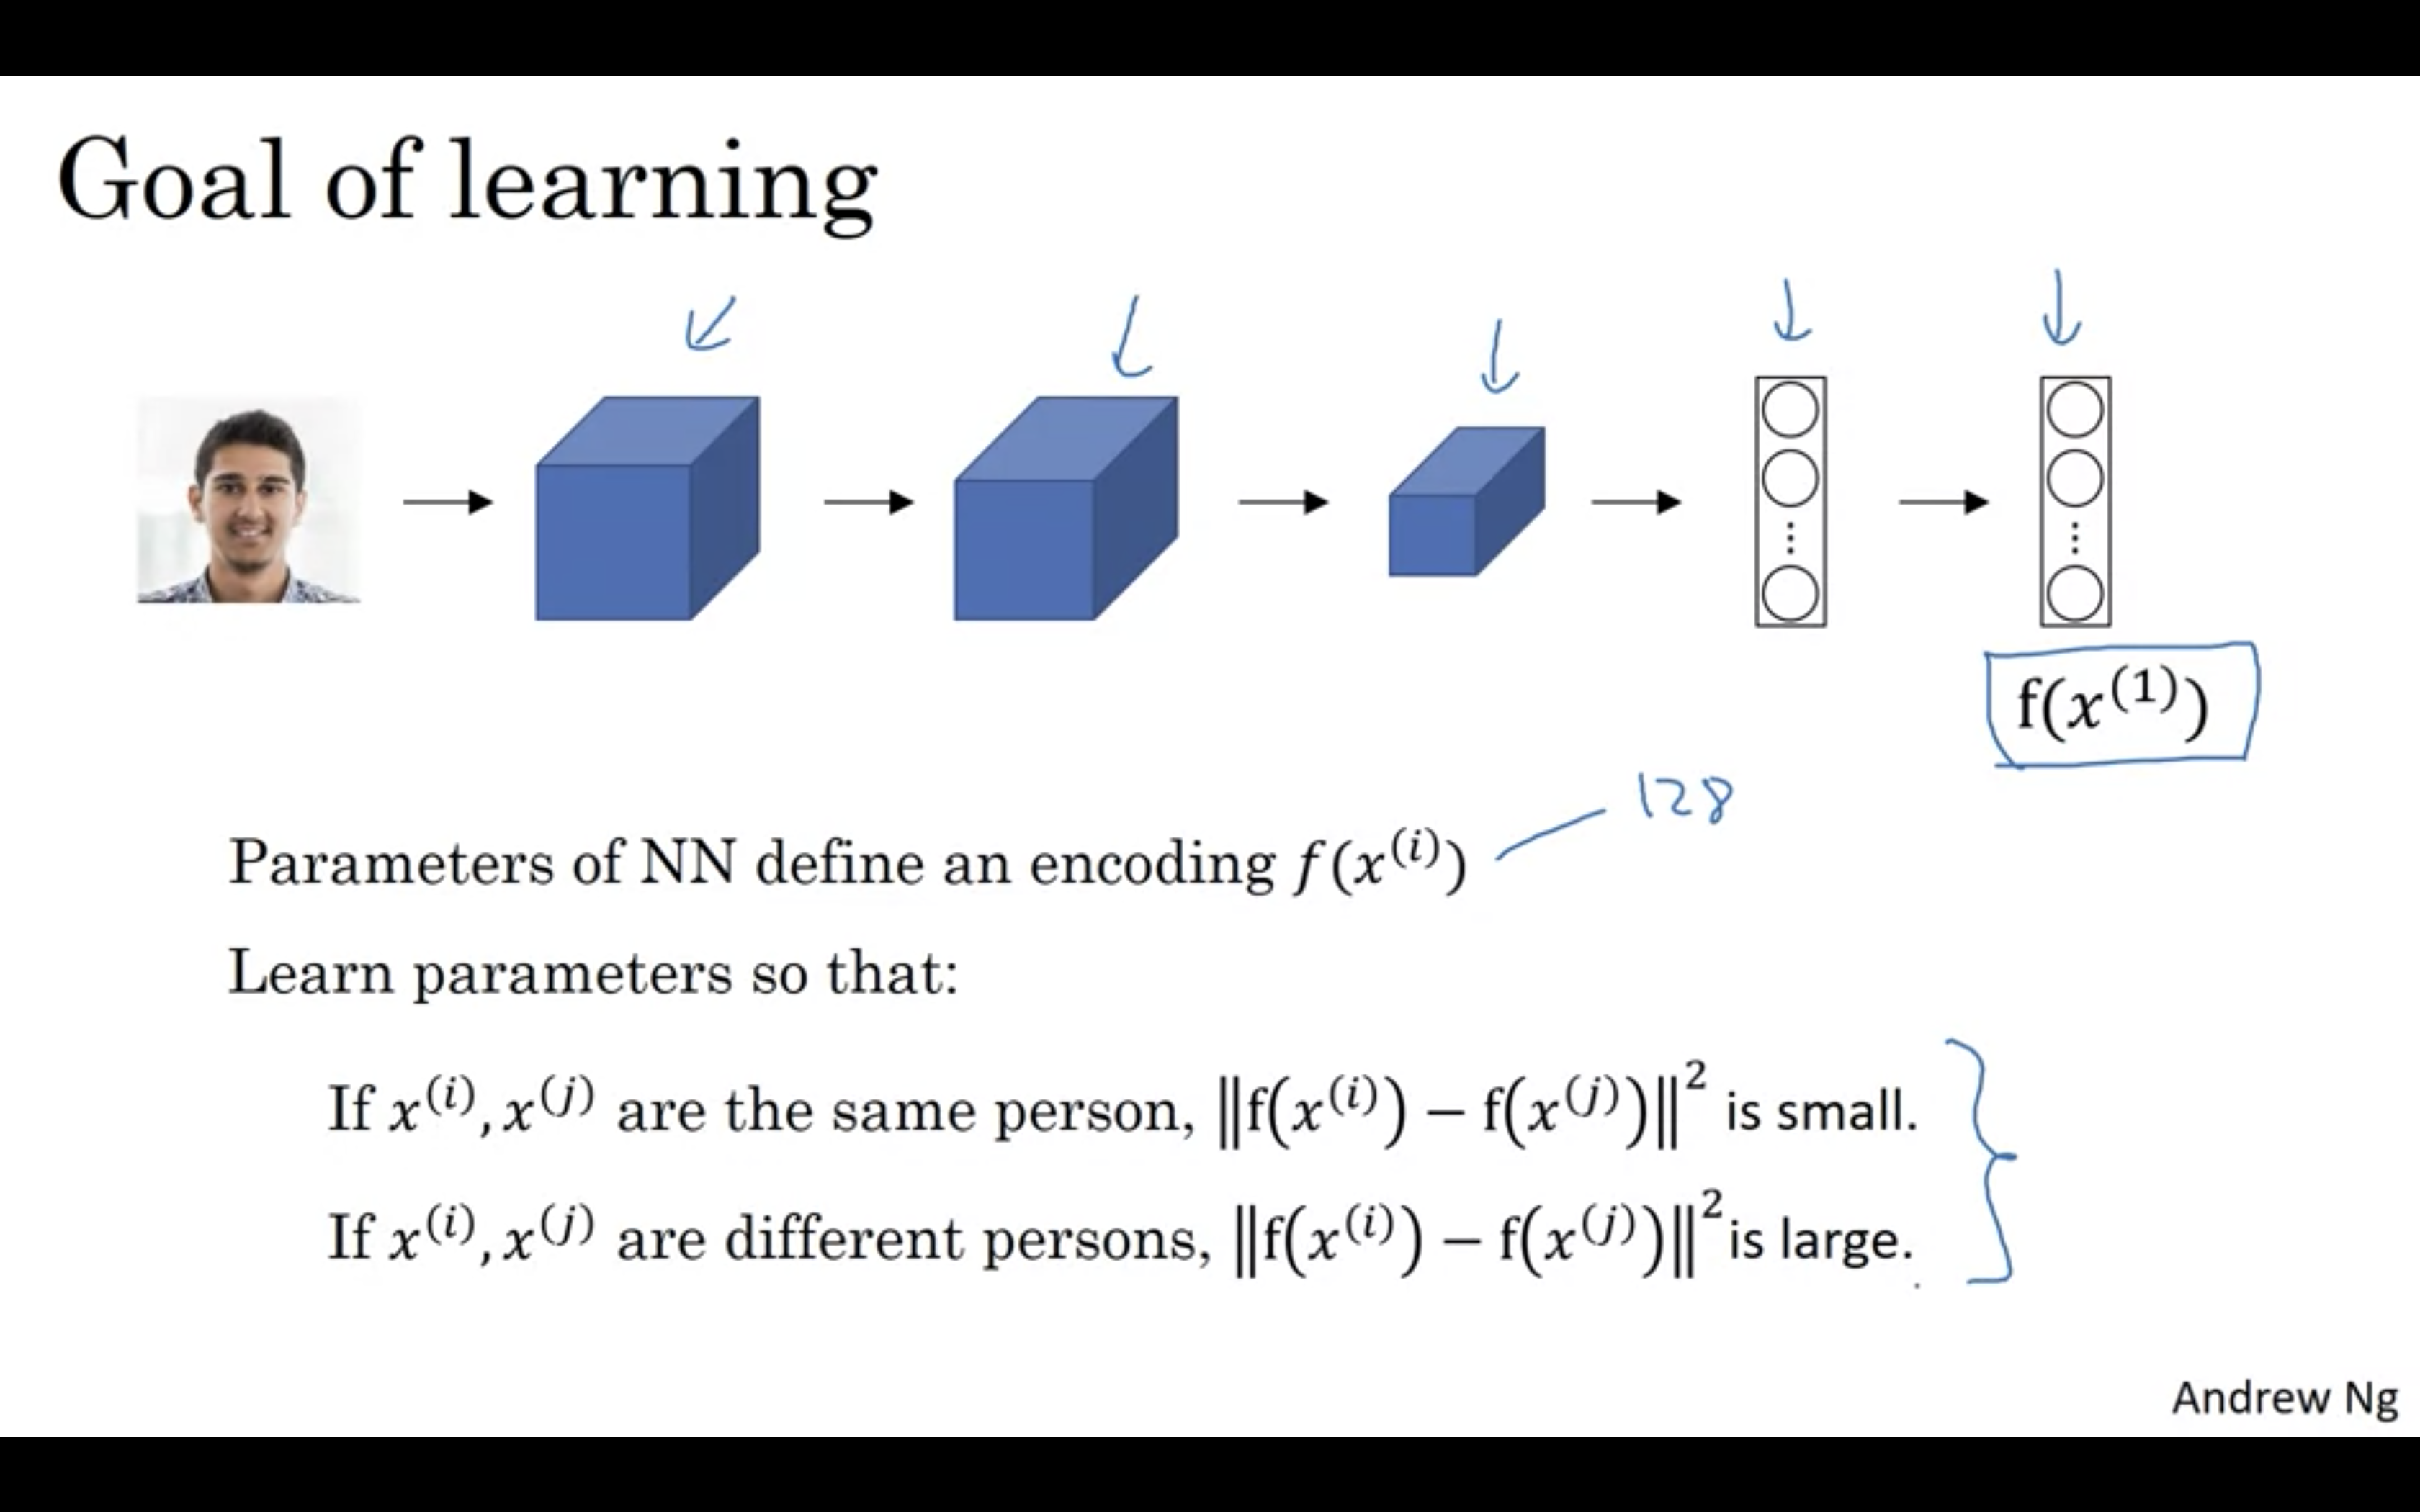 Goal of learning
f(x⁽¹⁾)
128
Parameters of NN define an encoding f(x⁽ⁱ⁾)
Learn parameters so that:
If x⁽ⁱ⁾, x⁽ʲ⁾ are the same person, ‖f(x⁽ⁱ⁾) − f(x⁽ʲ⁾)‖² is small.
If x⁽ⁱ⁾, x⁽ʲ⁾ are different persons, ‖f(x⁽ⁱ⁾) − f(x⁽ʲ⁾)‖² is large.
Andrew Ng